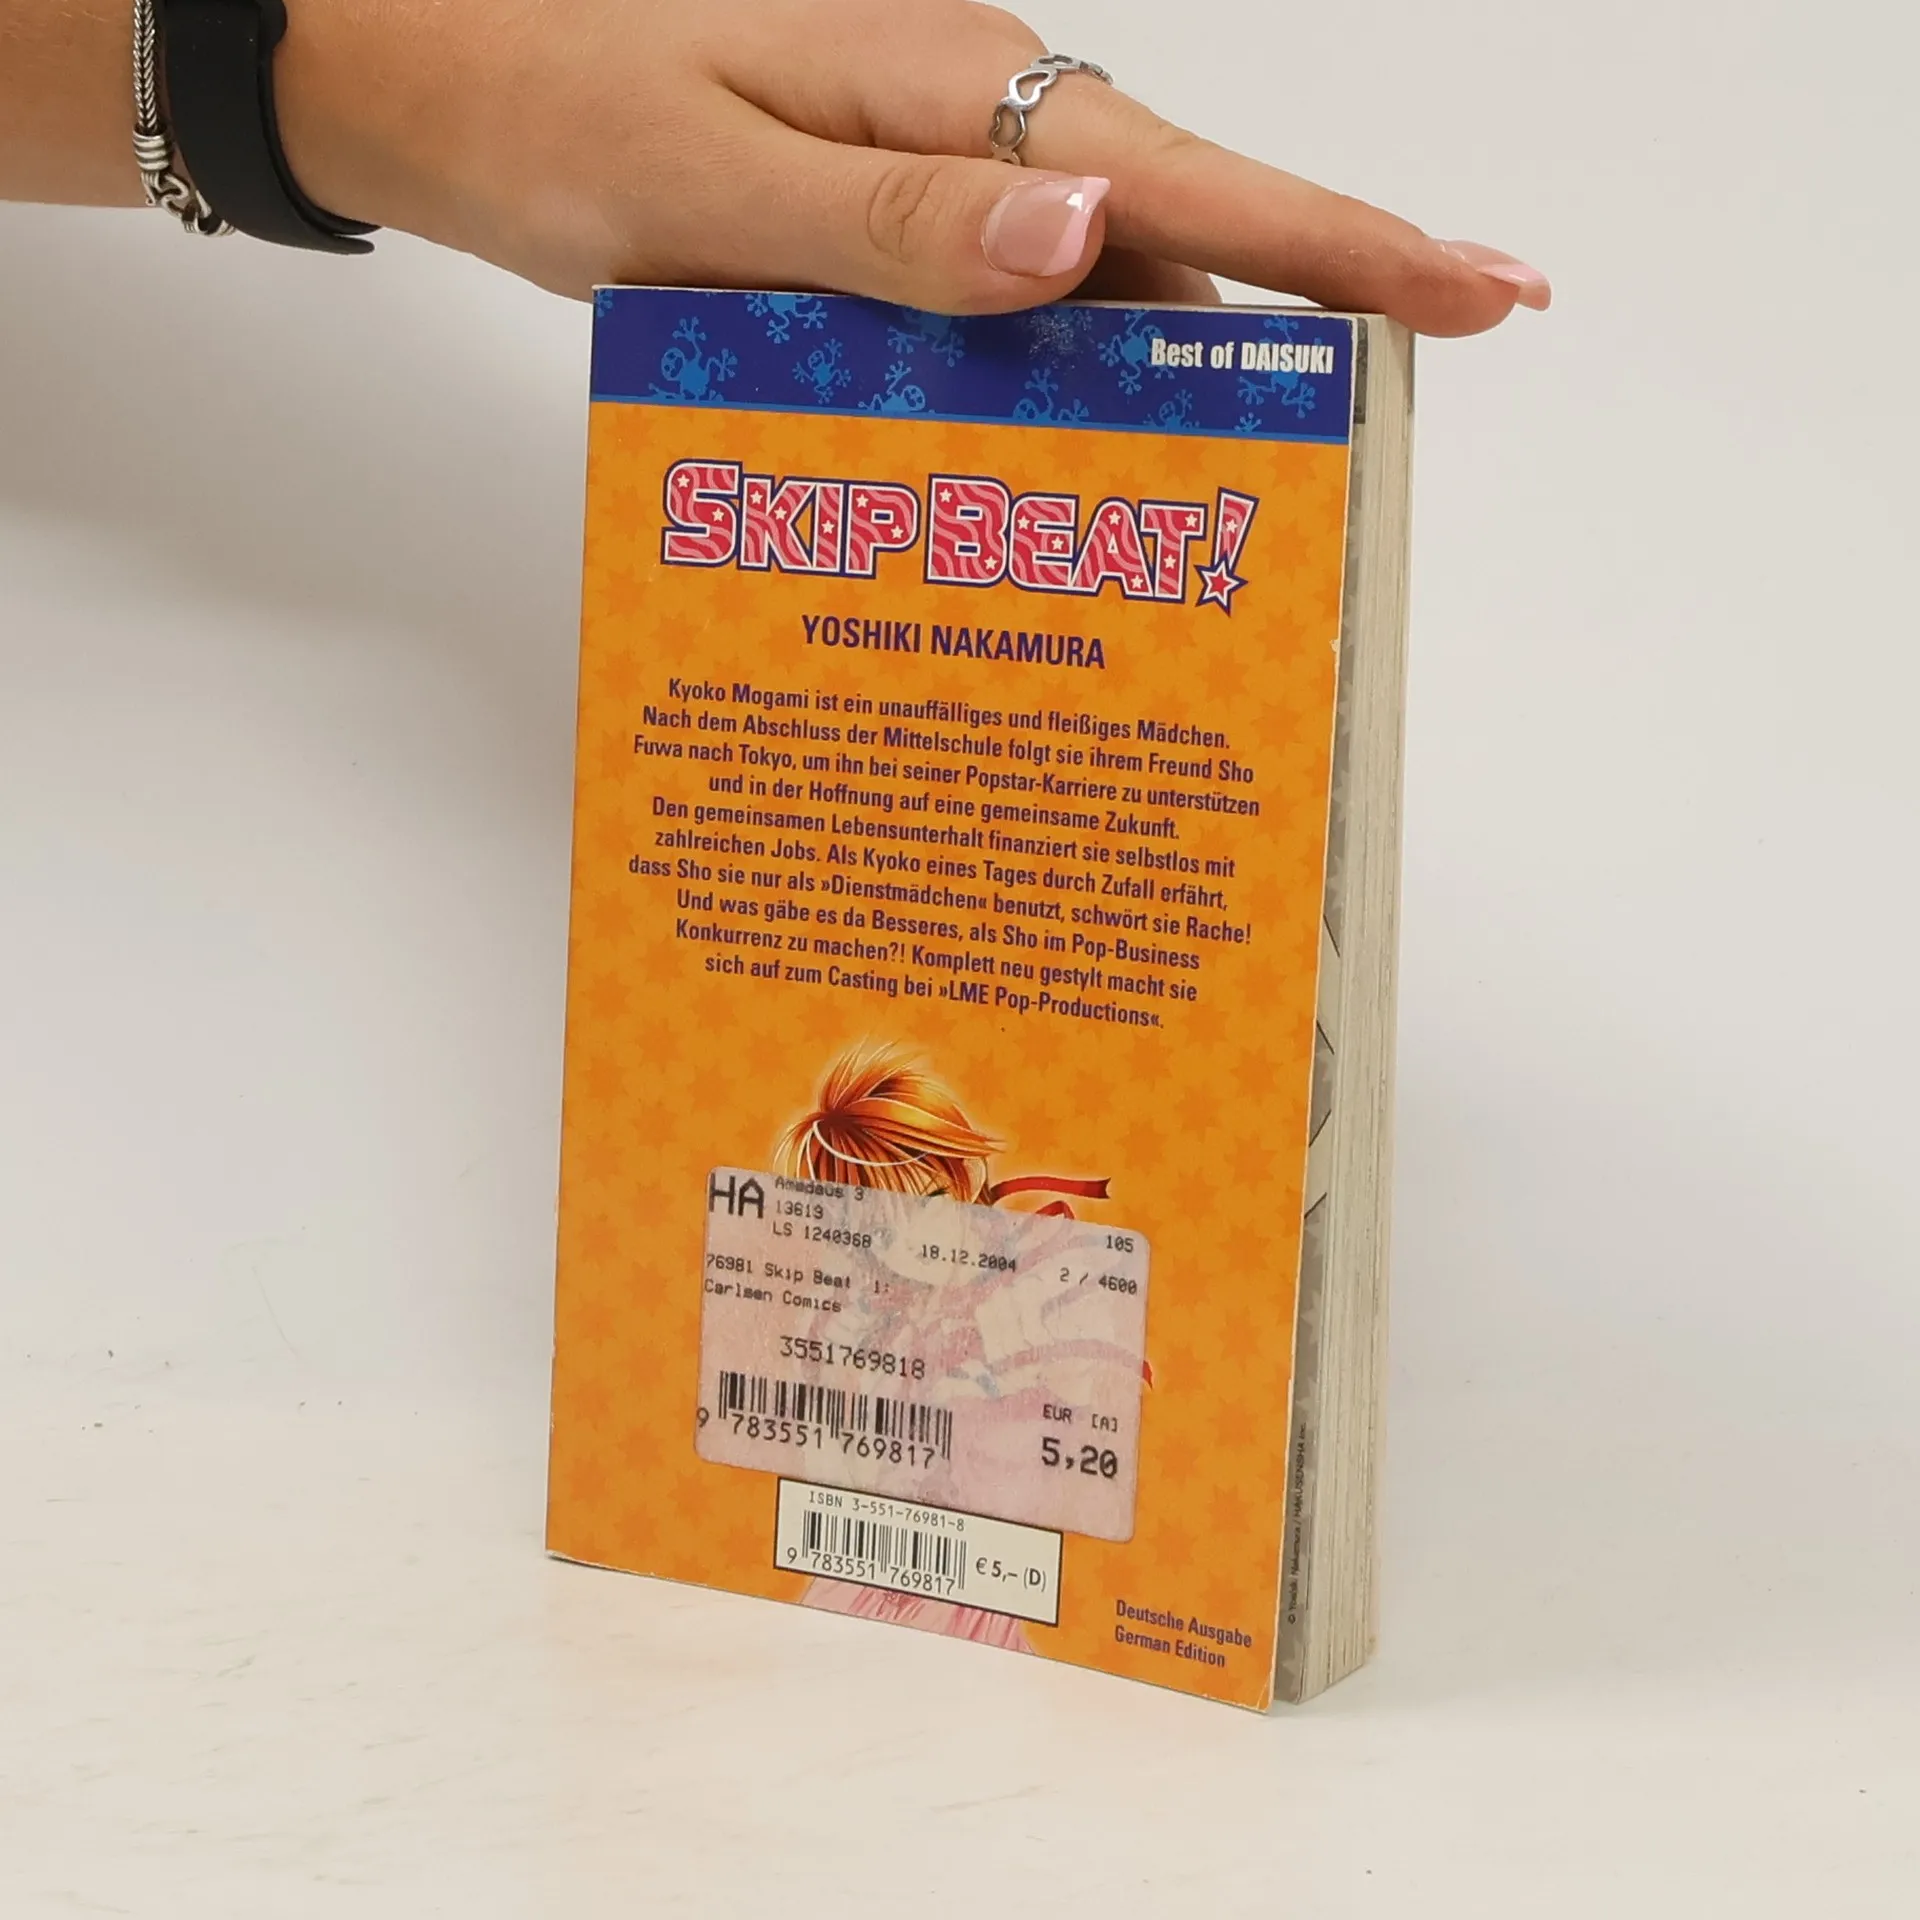 Best of DAISUKI
SKIP BEAT!
YOSHIKI NAKAMURA
Kyoko Mogami ist ein unauffälliges und fleißiges Mädchen.
Nach dem Abschluss der Mittelschule folgt sie ihrem Freund Sho
Fuwa nach Tokyo, um ihn bei seiner Popstar-Karriere zu unterstützen
und in der Hoffnung auf eine gemeinsame Zukunft.
Den gemeinsamen Lebensunterhalt finanziert sie selbstlos mit
zahlreichen Jobs. Als Kyoko eines Tages durch Zufall erfährt,
dass Sho sie nur als »Dienstmädchen« benutzt, schwört sie Rache!
Und was gäbe es da Besseres, als Sho im Pop-Business
Konkurrenz zu machen?! Komplett neu gestylt macht sie
sich auf zum Casting bei »LME Pop-Productions«.
HA Amadeus 3
13613
LS 1240368 18.12.2004 105
76981 Skip Beat 1: 2 / 4600
Carlsen Comics
3551769818
9 783551 769817
EUR [A]
5,20
ISBN 3-551-76981-8
9 783551 769817
€ 5,– (D)
Deutsche Ausgabe
German Edition
© Yoshiki Nakamura / HAKUSENSHA Inc.